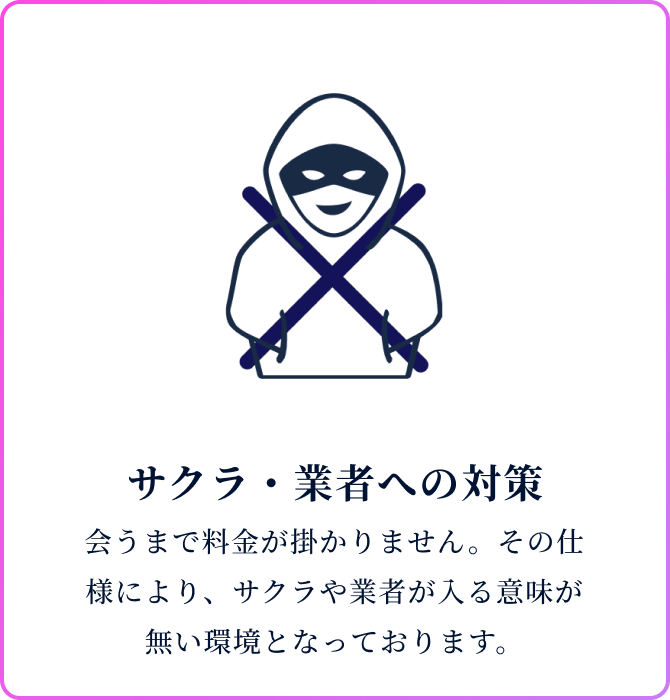 サクラ・業者への対策
会うまで料金が掛かりません。その仕
様により、サクラや業者が入る意味が
無い環境となっております。